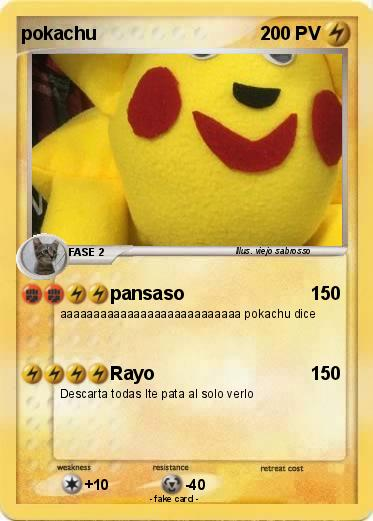 pokachu 200 PV
Ilus. viejo sabrosso
FASE 2
pansaso 150
aaaaaaaaaaaaaaaaaaaaaaaaaaa pokachu dice
Rayo 150
Descarta todas lte pata al solo verlo
weakness resistance retreat cost
+10 -40
- fake card -